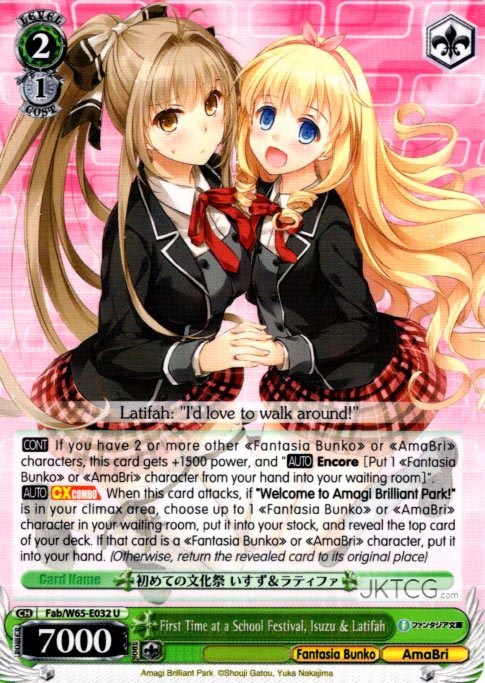 LEVEL
2
1
COST
Latifah: "I'd love to walk around!"
CONT If you have 2 or more other «Fantasia Bunko» or «AmaBri»
characters, this card gets +1500 power, and "AUTO Encore [Put 1 «Fantasia
Bunko» or «AmaBri» character from your hand into your waiting room]".
AUTO CXCOMBO When this card attacks, if "Welcome to Amagi Brilliant Park!"
is in your climax area, choose up to 1 «Fantasia Bunko» or «AmaBri»
character in your waiting room, put it into your stock, and reveal the top card
of your deck. If that card is a «Fantasia Bunko» or «AmaBri» character, put it
into your hand. (Otherwise, return the revealed card to its original place)
Card Name 初めての文化祭 いすず&ラティファ
JKTCG.com
CH Fab/W65-E032 U
POWER 7000 First Time at a School Festival, Isuzu & Latifah ファンタジア文庫
Fantasia Bunko AmaBri
Amagi Brilliant Park ©Shouji Gatou, Yuka Nakajima